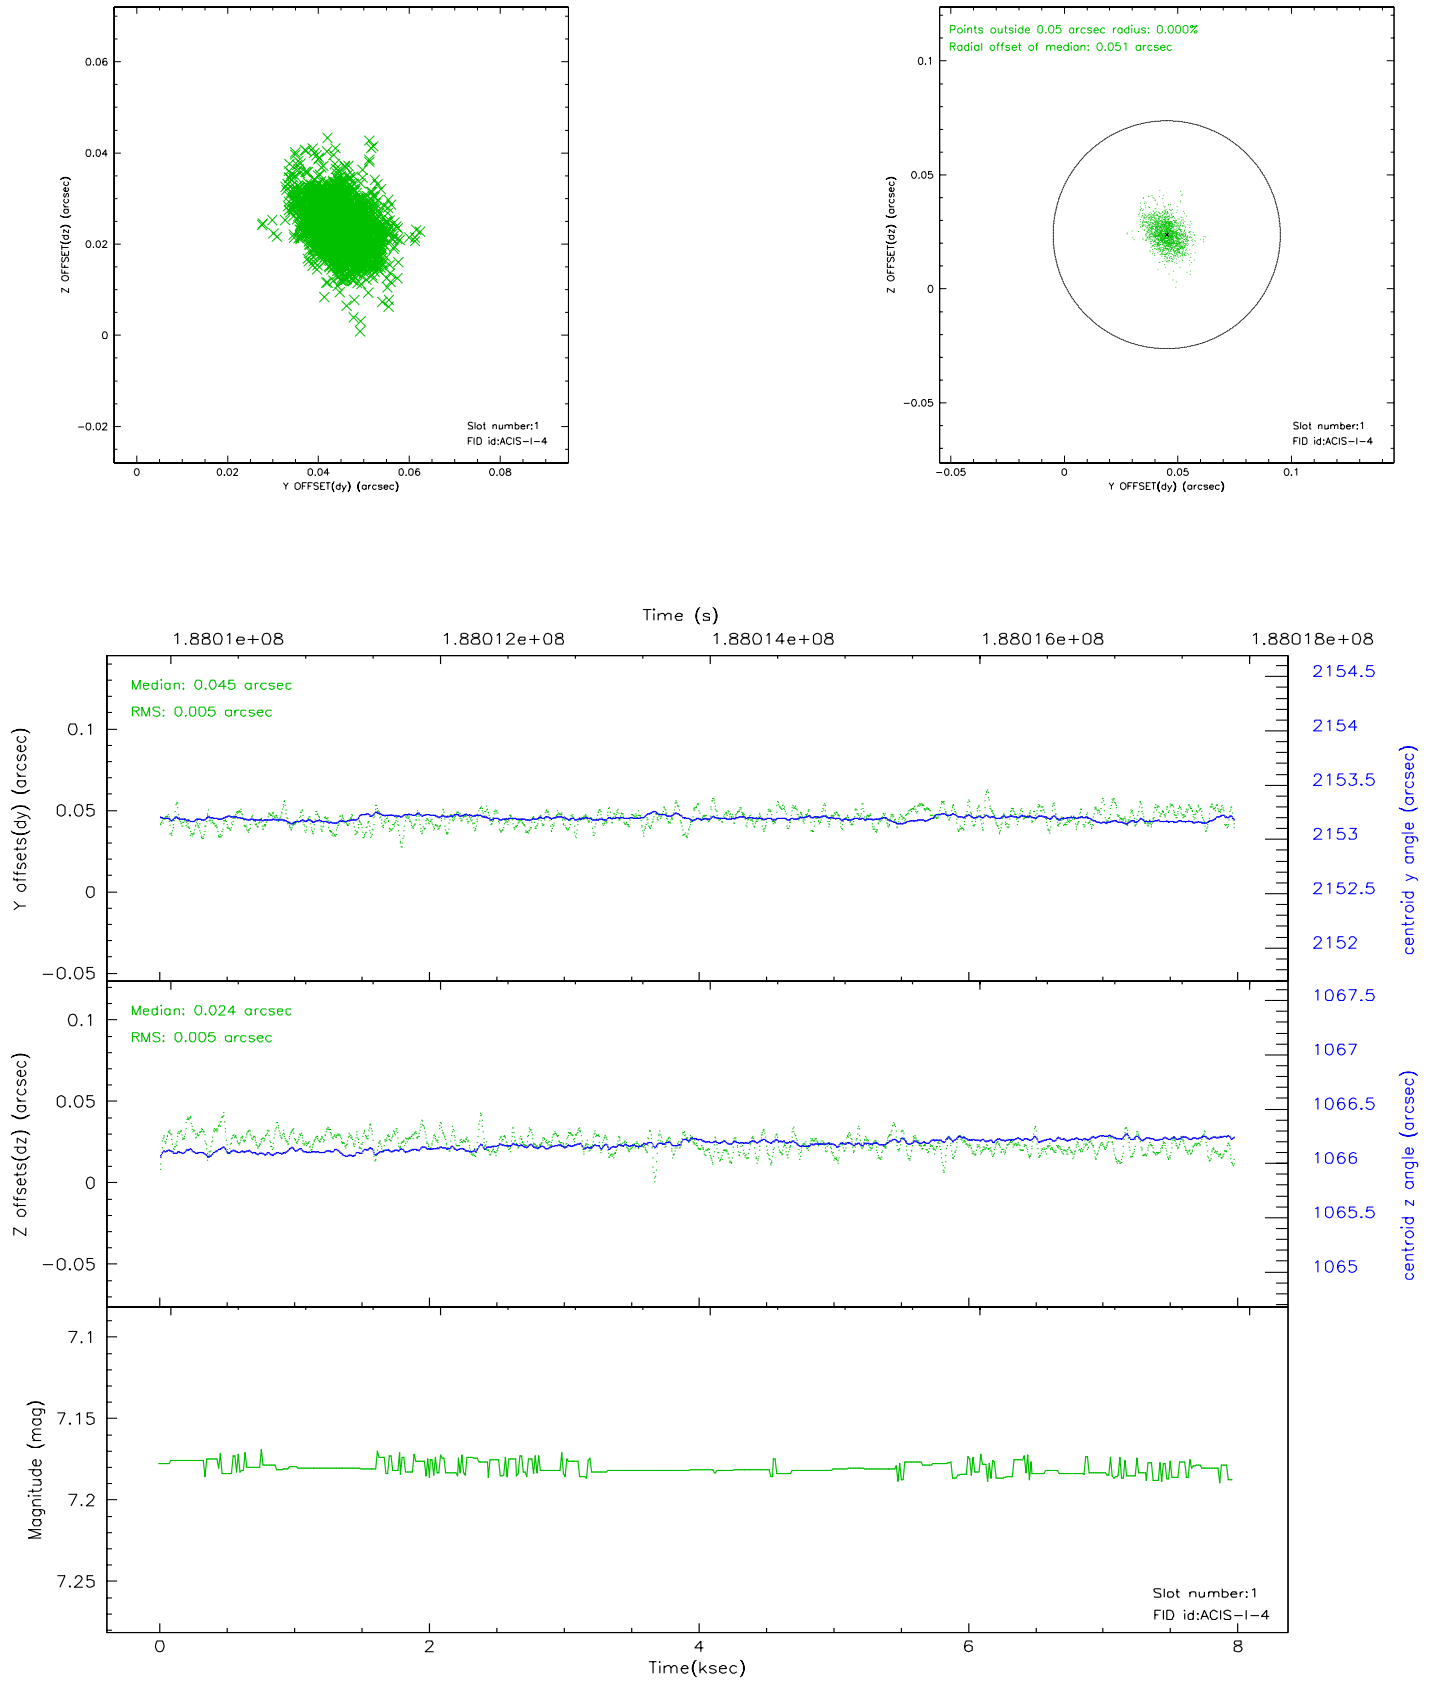 0.06
0.04
0.02
0
-0.02
Z OFFSET(dz) (arcsec)
Slot number:1
FID id:ACIS-I-4
0 0.02 0.04 0.06 0.08
Y OFFSET(dy) (arcsec)
Points outside 0.05 arcsec radius: 0.000%
Radial offset of median: 0.051 arcsec
0.1
0.05
0
-0.05
Z OFFSET(dz) (arcsec)
Slot number:1
FID id:ACIS-I-4
-0.05 0 0.05 0.1
Y OFFSET(dy) (arcsec)
Time (s)
1.8801e+08 1.88012e+08 1.88014e+08 1.88016e+08 1.88018e+08
Median: 0.045 arcsec
RMS: 0.005 arcsec
0.1
0.05
0
-0.05
Y offsets(dy) (arcsec)
2154.5
2154
2153.5
2153
2152.5
2152
centroid y angle (arcsec)
Median: 0.024 arcsec
RMS: 0.005 arcsec
0.1
0.05
0
-0.05
Z offsets(dz) (arcsec)
1067.5
1067
1066.5
1066
1065.5
1065
centroid z angle (arcsec)
7.1
7.15
7.2
7.25
Magnitude (mag)
Slot number:1
FID id:ACIS-I-4
0 2 4 6 8
Time(ksec)